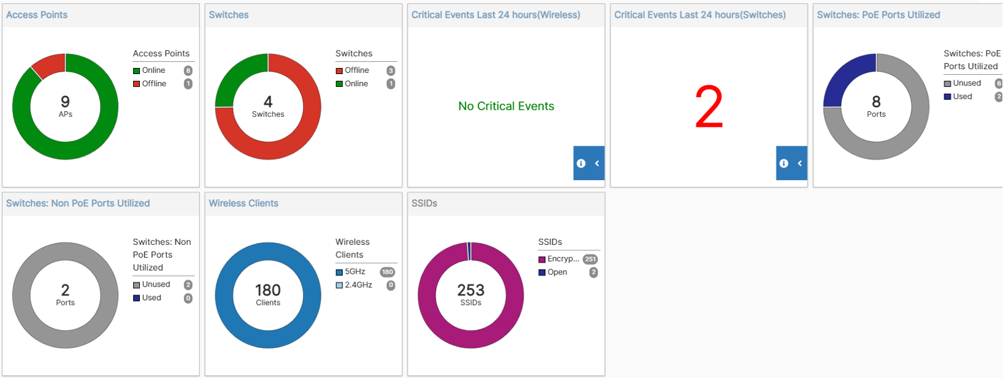 Access Points
Switches
Critical Events Last 24 hours(Wireless)
Critical Events Last 24 hours(Switches)
Switches: PoE Ports Utilized
Access Points
Online 8
Offline 1
9
APs
Switches
Offline 3
Online 1
4
Switches
No Critical Events
2
Switches: PoE
Ports Utilized
Unused 6
Used 2
8
Ports
Switches: Non PoE Ports Utilized
Wireless Clients
SSIDs
Switches: Non
PoE Ports
Utilized
Unused 2
Used 0
2
Ports
Wireless
Clients
5GHz 180
2.4GHz 0
180
Clients
SSIDs
Encryp... 251
Open 2
253
SSIDs